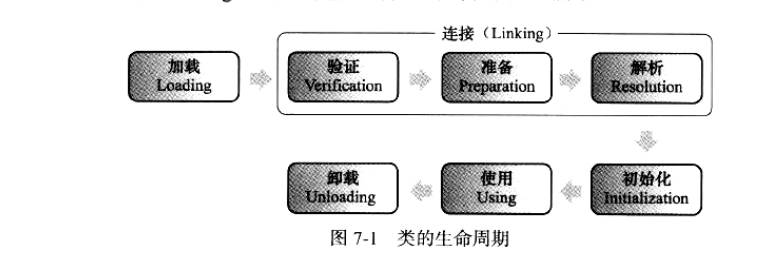 连接（Linking）
加载
Loading
验证
Verification
准备
Preparation
解析
Resolution
卸载
Unloading
使用
Using
初始化
Initialization
图 7-1 类的生命周期